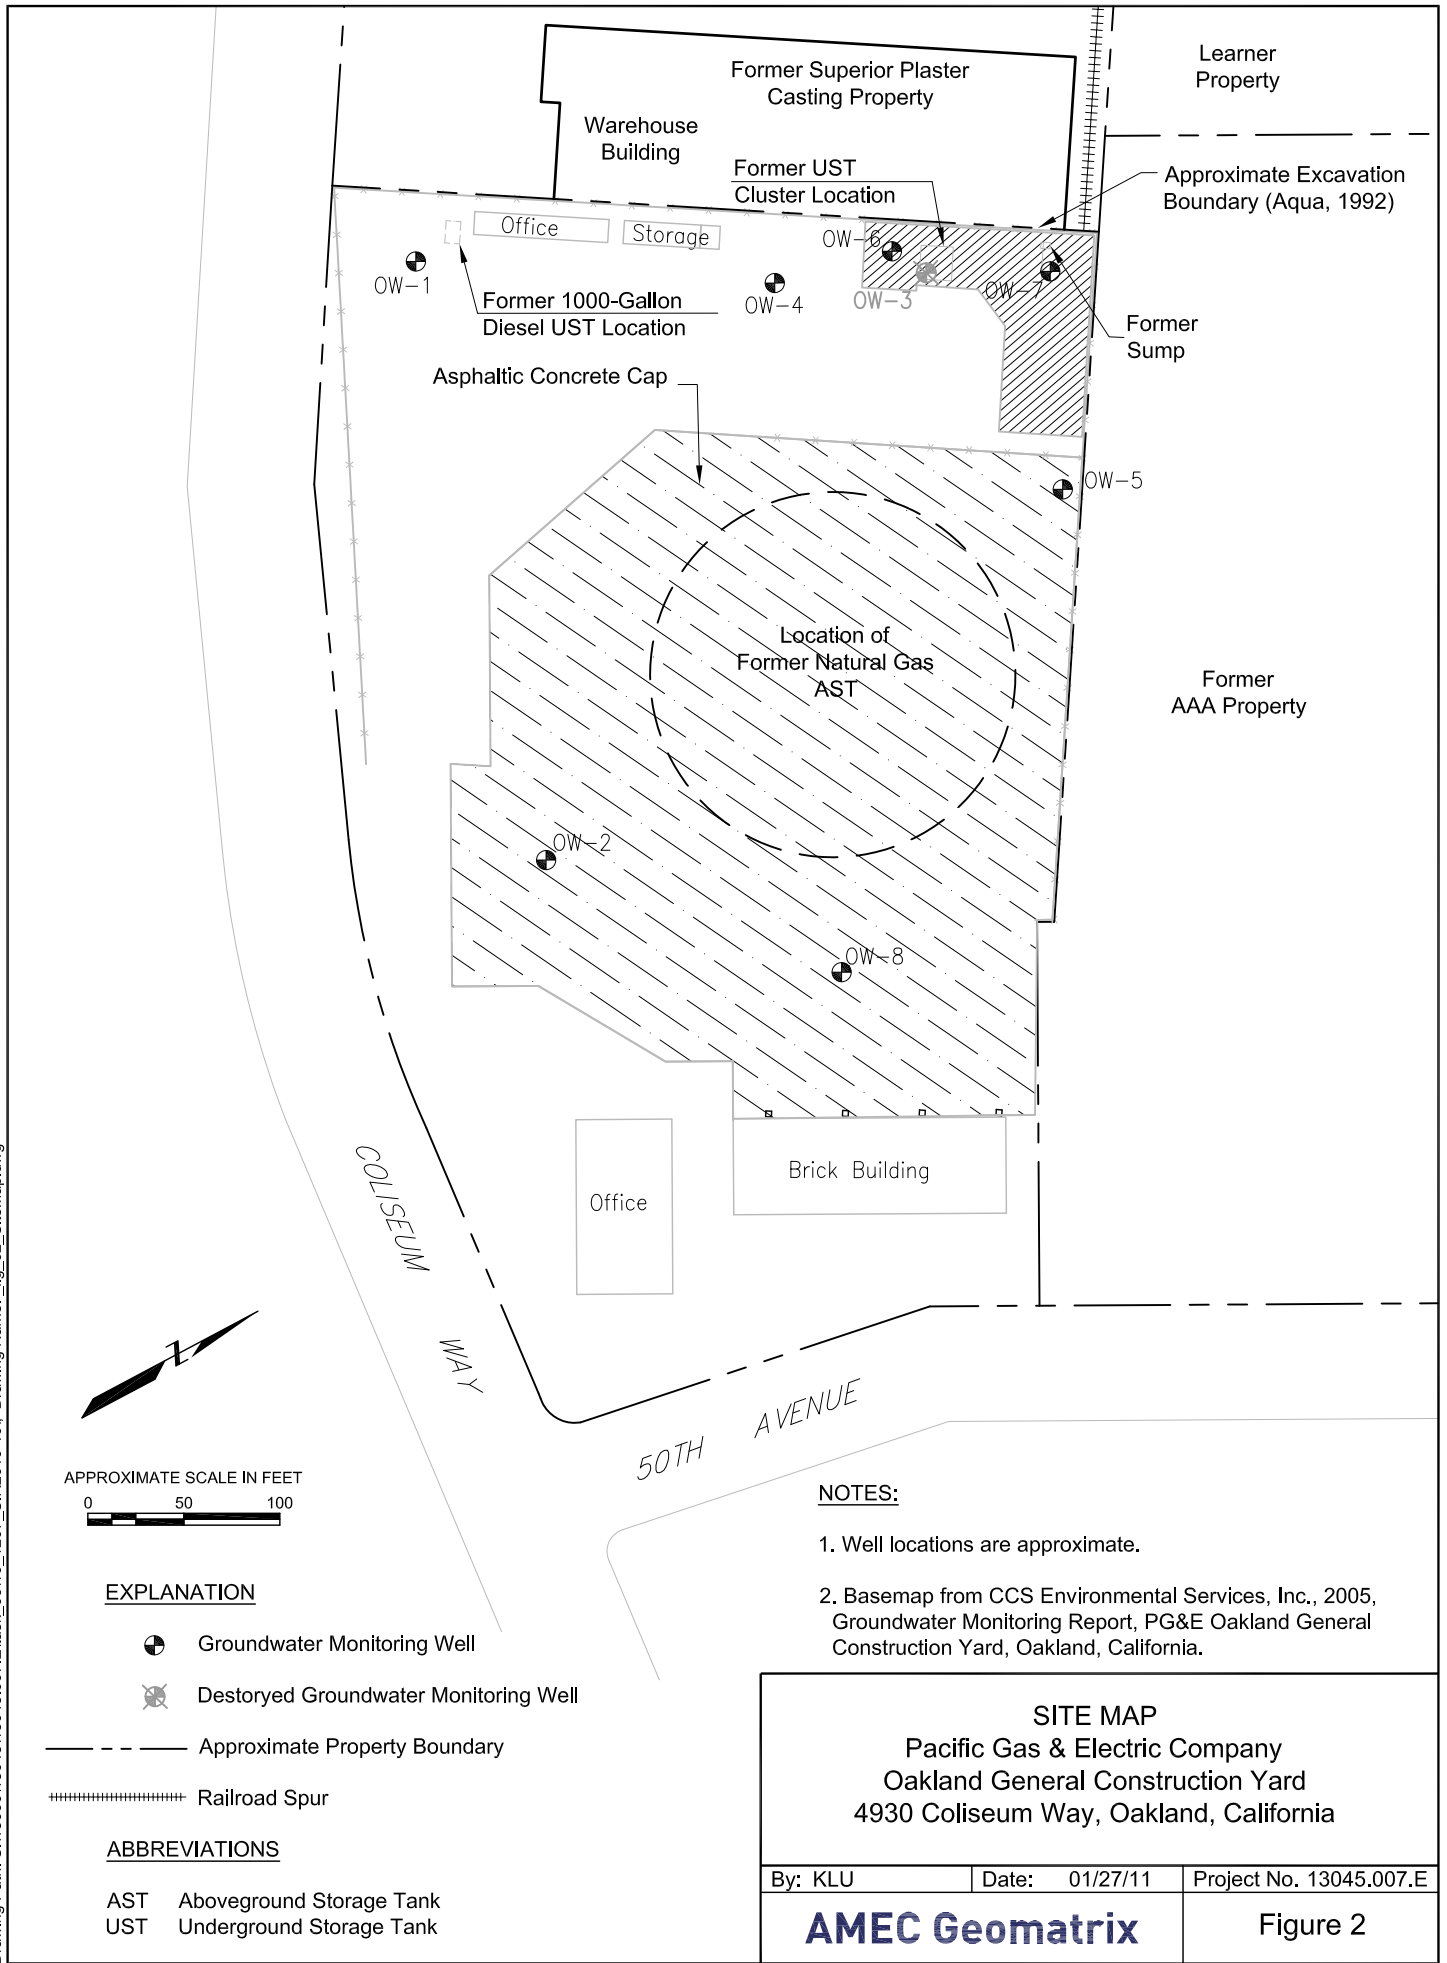 Learner
Property
Former Superior Plaster
Casting Property
Warehouse
Building
Former UST
Cluster Location
Approximate Excavation
Boundary (Aqua, 1992)
Office
Storage
OW-6
OW-1
OW-4
OW-3
OW-7
Former 1000-Gallon
Diesel UST Location
Former
Sump
Asphaltic Concrete Cap
OW-5
Location of
Former Natural Gas
AST
Former
AAA Property
OW-2
OW-8
Brick Building
Office
COLISEUM WAY
50TH AVENUE
Z
APPROXIMATE SCALE IN FEET
0 50 100
EXPLANATION
Groundwater Monitoring Well
Destoryed Groundwater Monitoring Well
Approximate Property Boundary
Railroad Spur
ABBREVIATIONS
AST Aboveground Storage Tank
UST Underground Storage Tank
NOTES:
1. Well locations are approximate.
2. Basemap from CCS Environmental Services, Inc., 2005,
Groundwater Monitoring Report, PG&E Oakland General
Construction Yard, Oakland, California.
SITE MAP
Pacific Gas & Electric Company
Oakland General Construction Yard
4930 Coliseum Way, Oakland, California
By: KLU Date: 01/27/11 Project No. 13045.007.E
AMEC Geomatrix
Figure 2